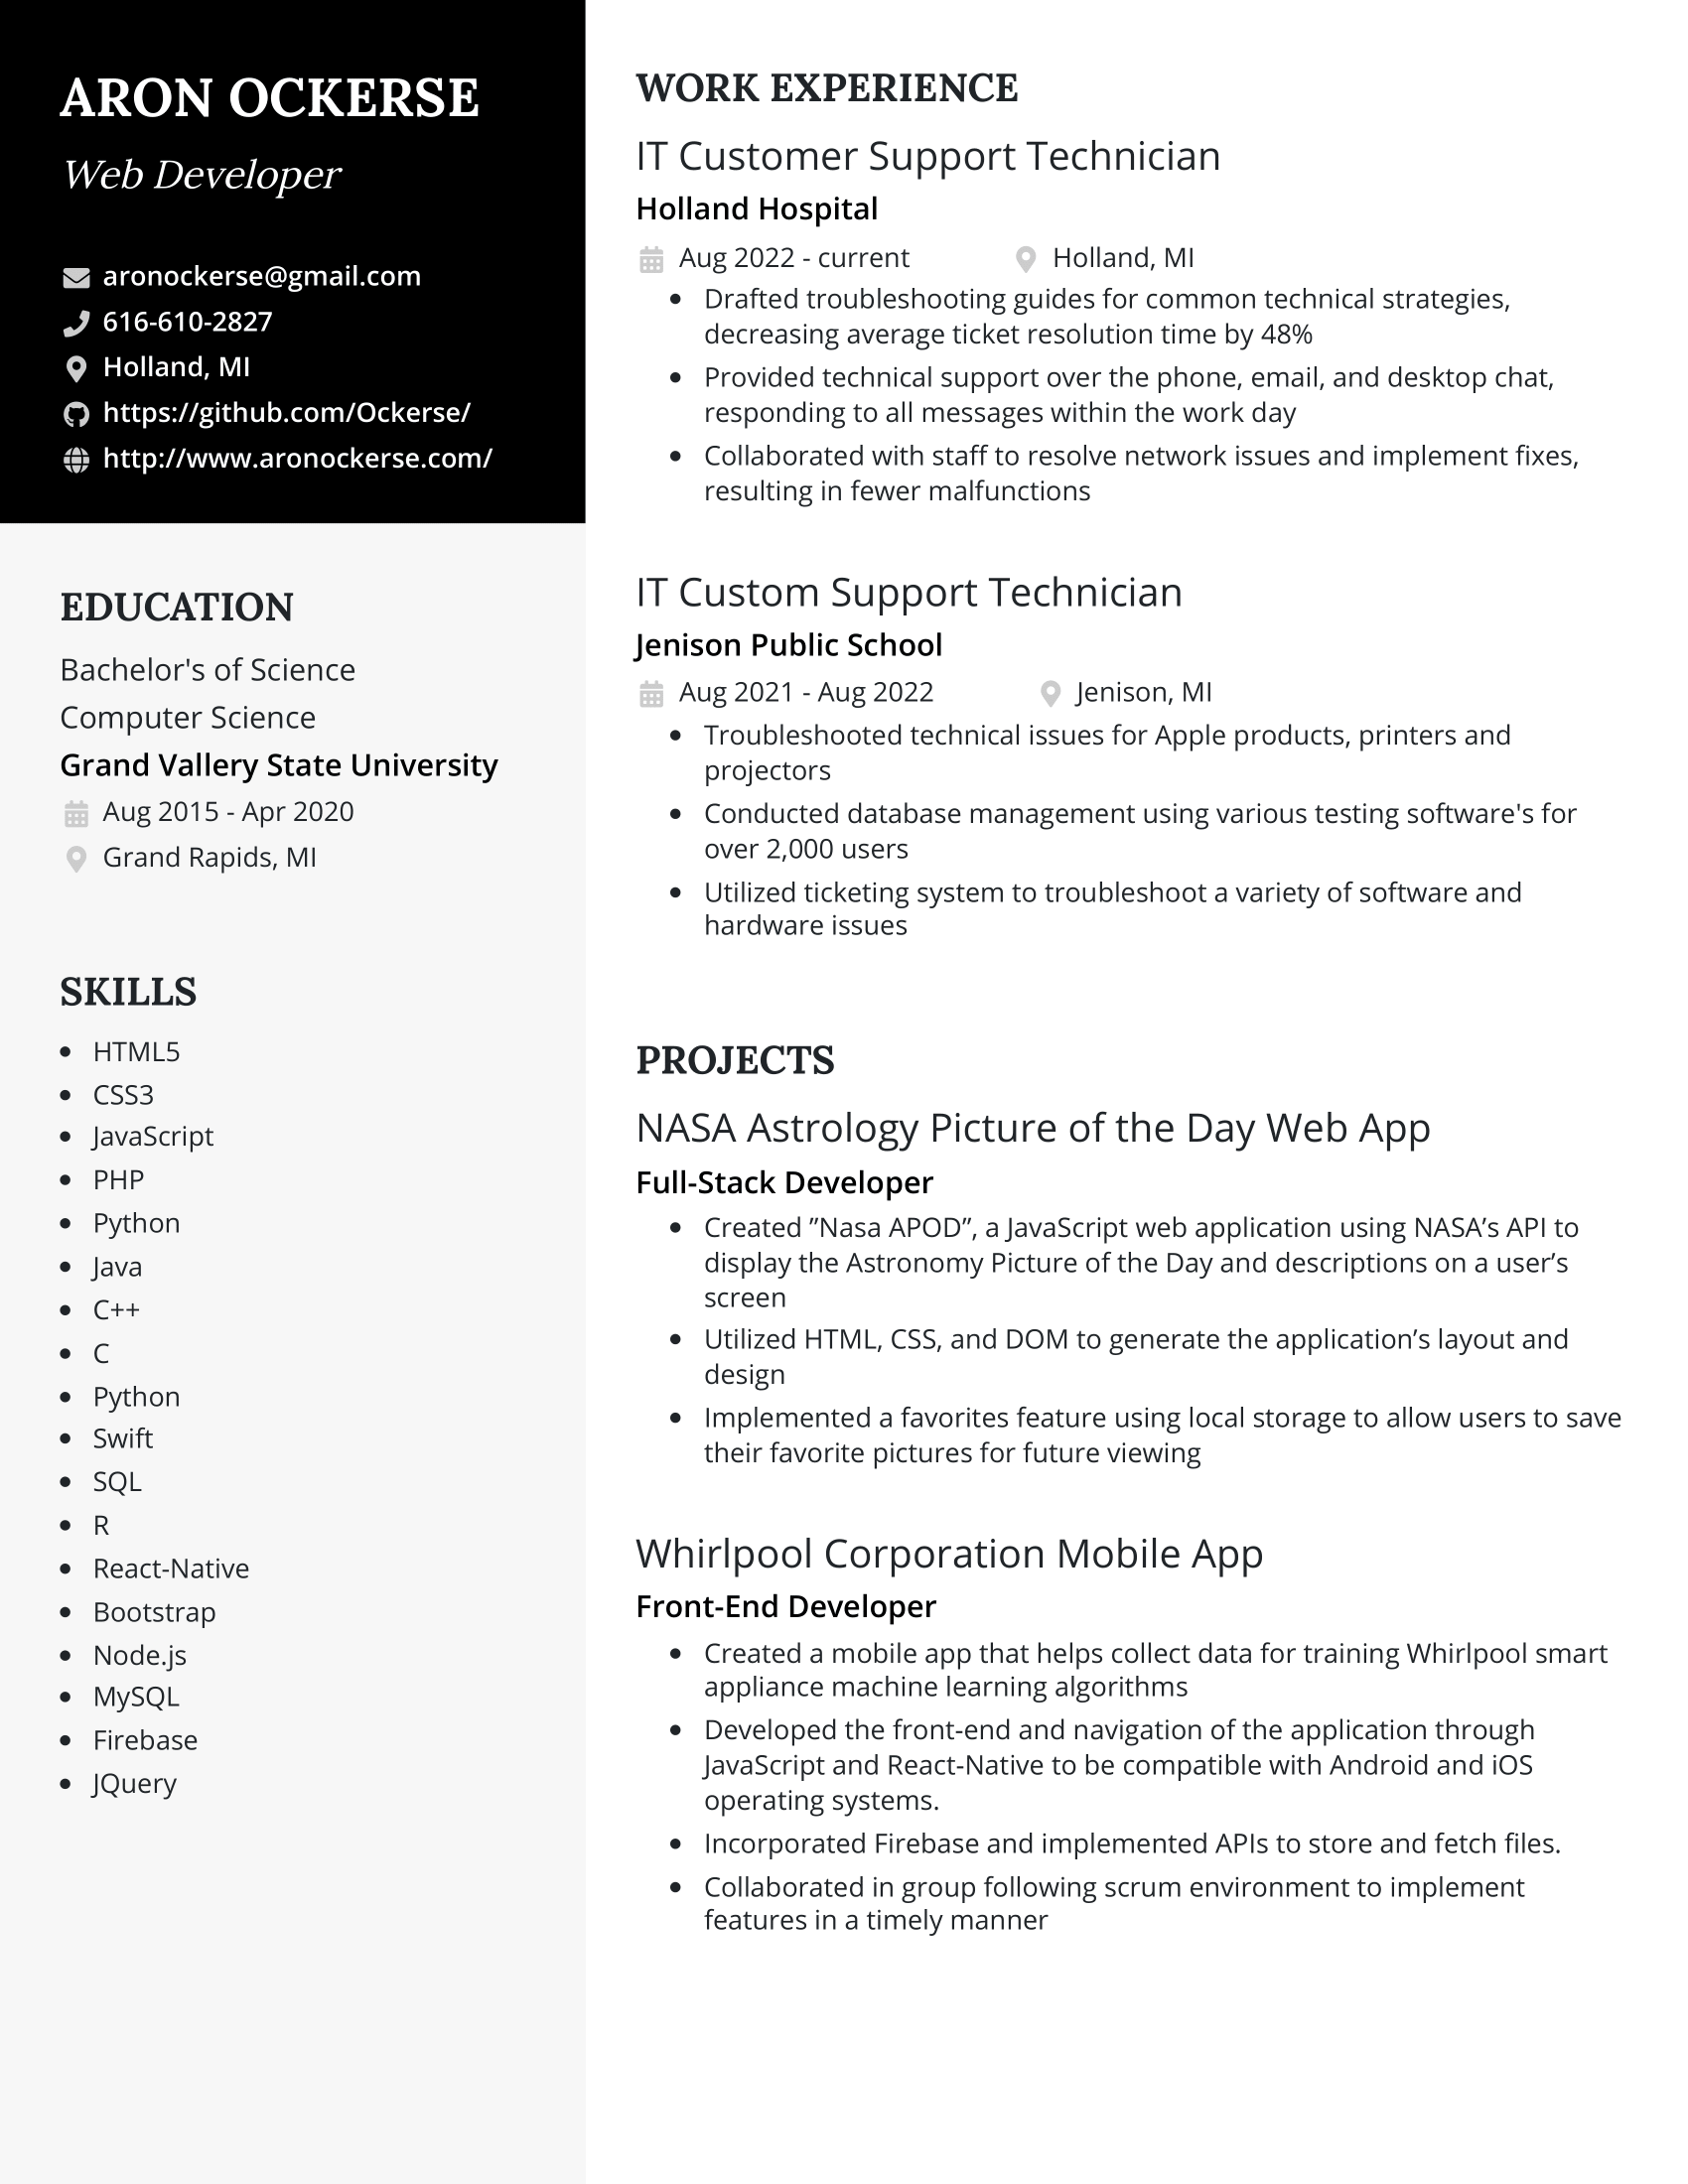 ARON OCKERSE
Web Developer
aronockerse@gmail.com
616-610-2827
Holland, MI
https://github.com/Ockerse/
http://www.aronockerse.com/
EDUCATION
Bachelor's of Science
Computer Science
Grand Vallery State University
Aug 2015 - Apr 2020
Grand Rapids, MI
SKILLS
• HTML5
• CSS3
• JavaScript
• PHP
• Python
• Java
• C++
• C
• Python
• Swift
• SQL
• R
• React-Native
• Bootstrap
• Node.js
• MySQL
• Firebase
• JQuery
WORK EXPERIENCE
IT Customer Support Technician
Holland Hospital
Aug 2022 - current Holland, MI
• Drafted troubleshooting guides for common technical strategies,
decreasing average ticket resolution time by 48%
• Provided technical support over the phone, email, and desktop chat,
responding to all messages within the work day
• Collaborated with staff to resolve network issues and implement fixes,
resulting in fewer malfunctions
IT Custom Support Technician
Jenison Public School
Aug 2021 - Aug 2022 Jenison, MI
• Troubleshooted technical issues for Apple products, printers and
projectors
• Conducted database management using various testing software's for
over 2,000 users
• Utilized ticketing system to troubleshoot a variety of software and
hardware issues
PROJECTS
NASA Astrology Picture of the Day Web App
Full-Stack Developer
• Created ”Nasa APOD”, a JavaScript web application using NASA’s API to
display the Astronomy Picture of the Day and descriptions on a user’s
screen
• Utilized HTML, CSS, and DOM to generate the application’s layout and
design
• Implemented a favorites feature using local storage to allow users to save
their favorite pictures for future viewing
Whirlpool Corporation Mobile App
Front-End Developer
• Created a mobile app that helps collect data for training Whirlpool smart
appliance machine learning algorithms
• Developed the front-end and navigation of the application through
JavaScript and React-Native to be compatible with Android and iOS
operating systems.
• Incorporated Firebase and implemented APIs to store and fetch files.
• Collaborated in group following scrum environment to implement
features in a timely manner